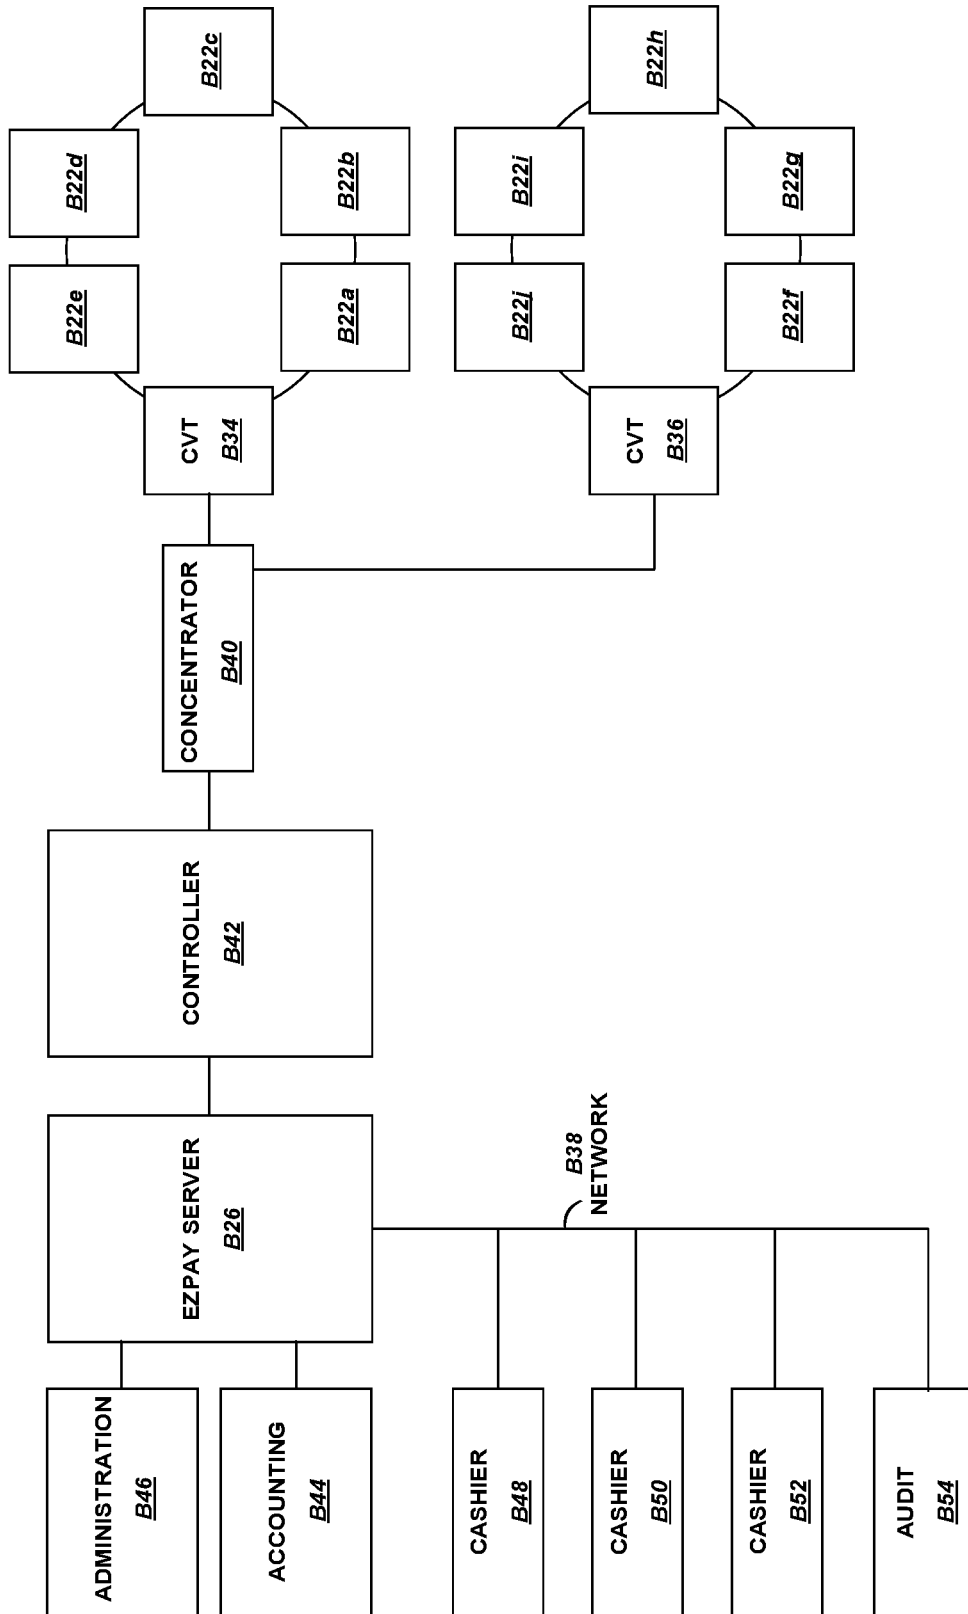 ADMINISTRATION
B46
ACCOUNTING
B44
CASHIER
B48
CASHIER
B50
CASHIER
B52
AUDIT
B54
EZPAY SERVER
B26
B38
NETWORK
CONTROLLER
B42
CONCENTRATOR
B40
CVT
B34
B22e
B22d
B22c
B22a
B22b
CVT
B36
B22j
B22i
B22h
B22f
B22g